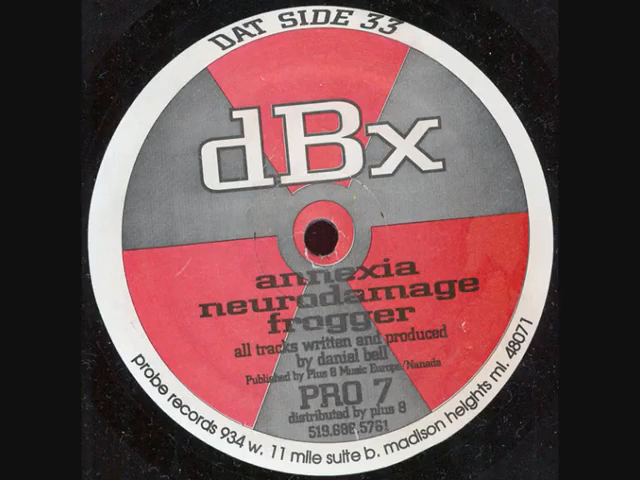 DAT SIDE 33
dBx
annexia
neurodamage
frogger
all tracks written and produced
by danial bell
Published by Plus 8 Music Europe/Nanada
PRO 7
distributed by plus 8
519.686.5761
probe records 934 w. 11 mile suite b. madison heights mi. 48071